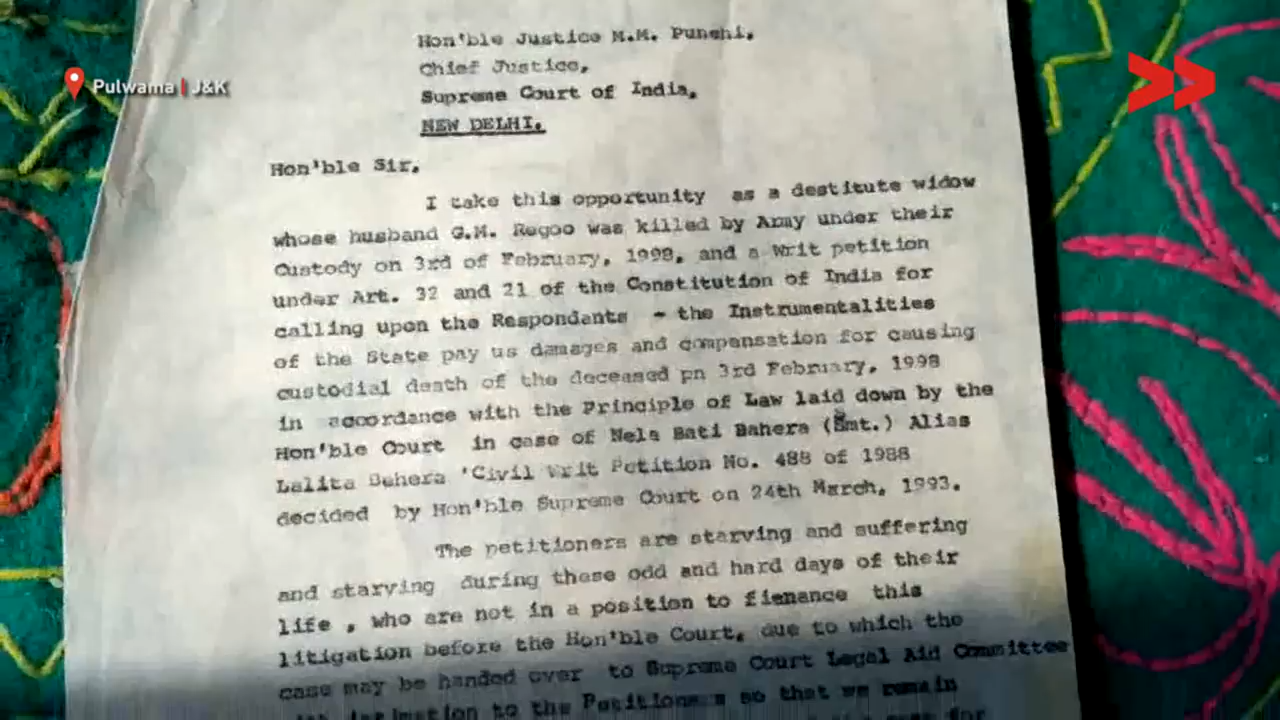 Hon'ble Justice M.M. Punchi,
Chief Justice,
Supreme Court of India,
NEW DELHI.
Pulwama | J&K
Hon'ble Sir,
I take this opportunity as a destitute widow
whose husband G.M. Regoo was killed by Army under their
Custody on 3rd of February, 1998, and a Writ petition
under Art. 32 and 21 of the Constitution of India for
calling upon the Respondants - the Instrumentalities
of the State pay us damages and compensation for causing
custodial death of the deceased pn 3rd February, 1998
in accordance with the Principle of Law laid down by the
Hon'ble Court in case of Nela Bati Bahera (Smt.) Alias
Lalita Behera 'Civil Writ Petition No. 488 of 1988
decided by Hon'ble Supreme Court on 24th March, 1993.
The petitioners are starving and suffering
and starving during these odd and hard days of their
life , who are not in a position to fienance this
litigation before the Hon'ble Court, due to which the
case may be handed over to Supreme Court Legal Aid Committee
to the Petitioners so that we remain